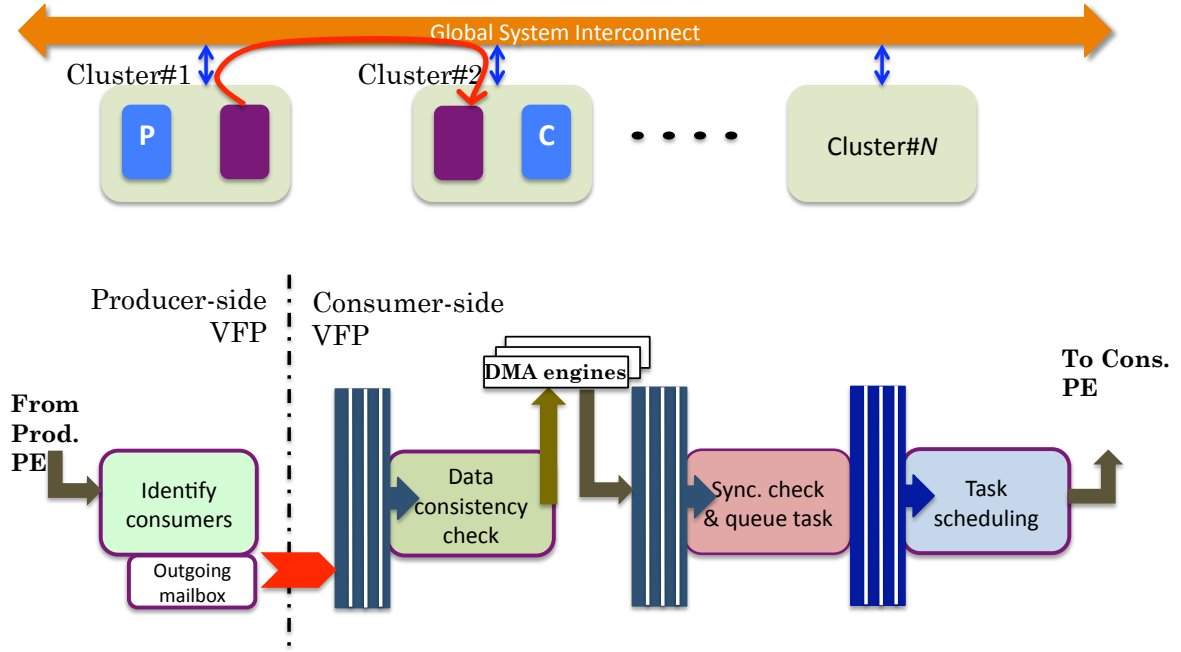 Global System Interconnect
Cluster#1
Cluster#2
P
C
Cluster#N
Producer-side
VFP
Consumer-side
VFP
DMA engines
To Cons.
PE
From
Prod.
PE
Identify
consumers
Data
consistency
check
Sync. check
& queue task
Task
scheduling
Outgoing
mailbox